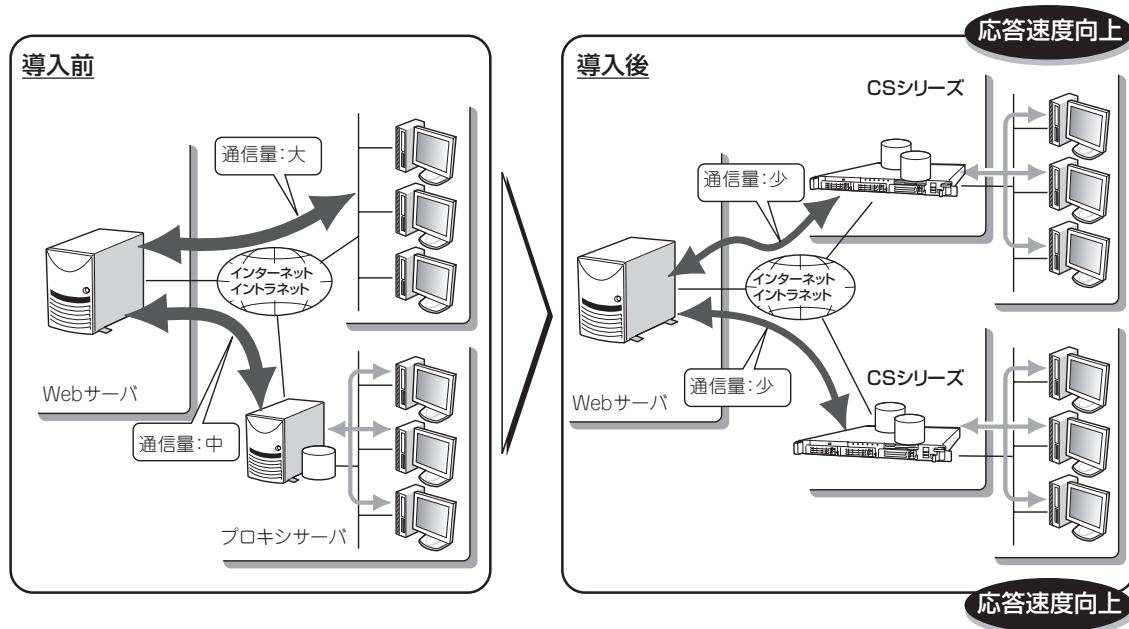 導入前
通信量:大
インターネット
イントラネット
Webサーバ
通信量:中
プロキシサーバ
応答速度向上
導入後
CSシリーズ
通信量:少
インターネット
イントラネット
通信量:少
Webサーバ
CSシリーズ
応答速度向上